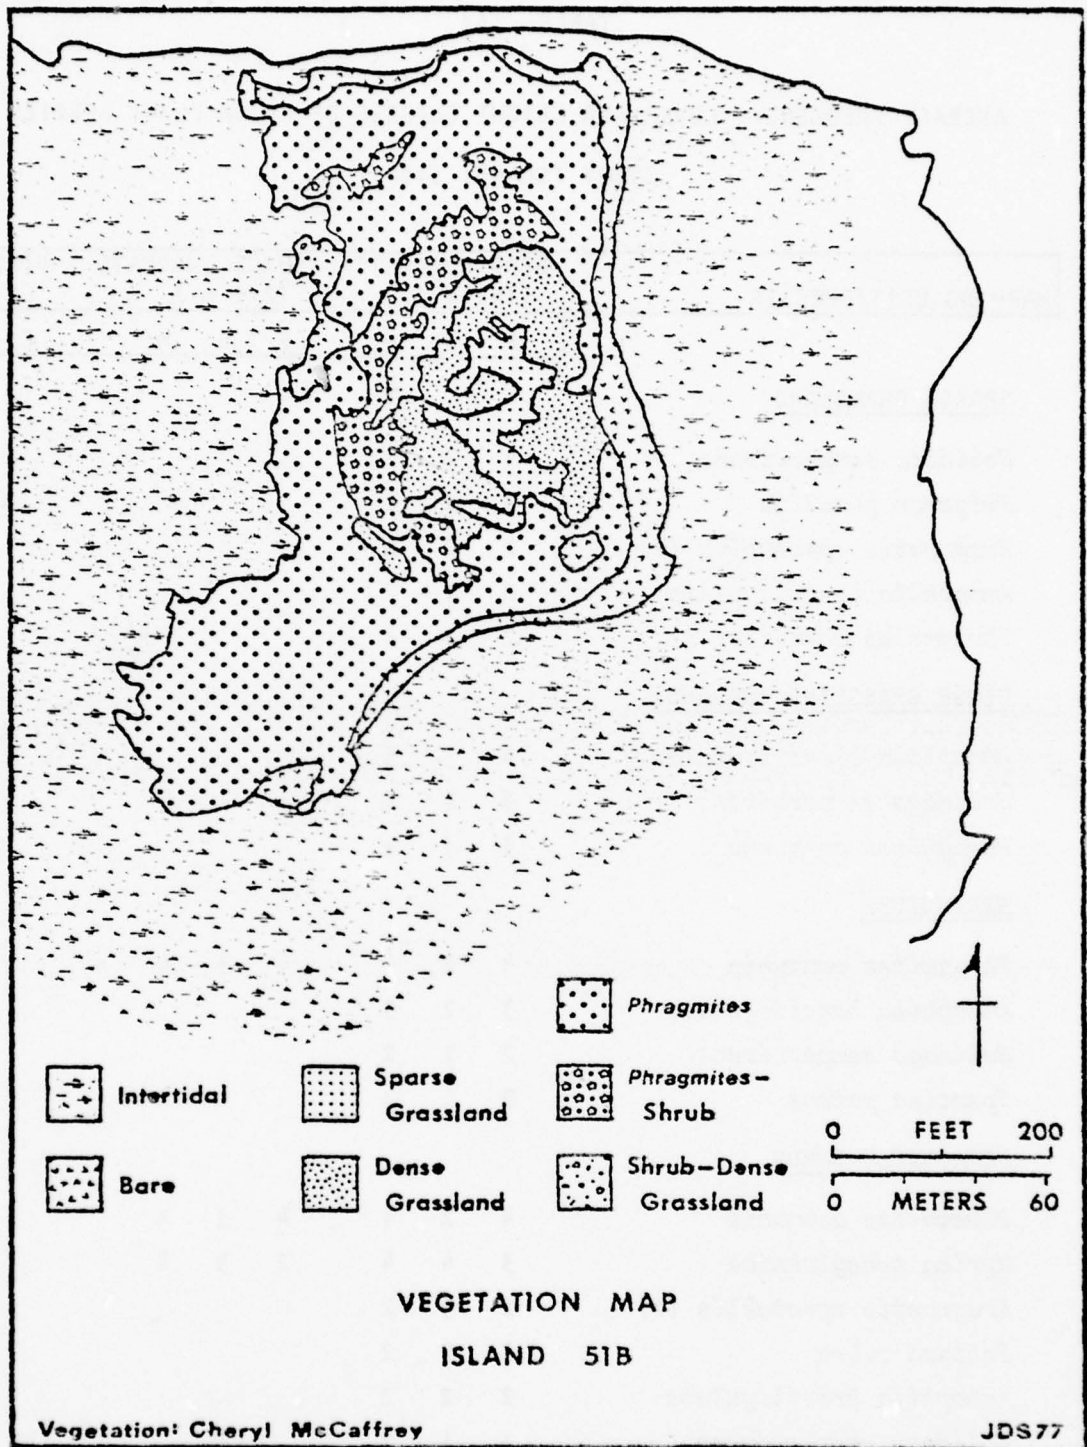 Phragmites
Intertidal
Sparse
Grassland
Phragmites-
Shrub
Bare
Dense
Grassland
Shrub-Dense
Grassland
0 FEET 200
0 METERS 60
VEGETATION MAP
ISLAND 51B
Vegetation: Cheryl McCaffrey
JDS77